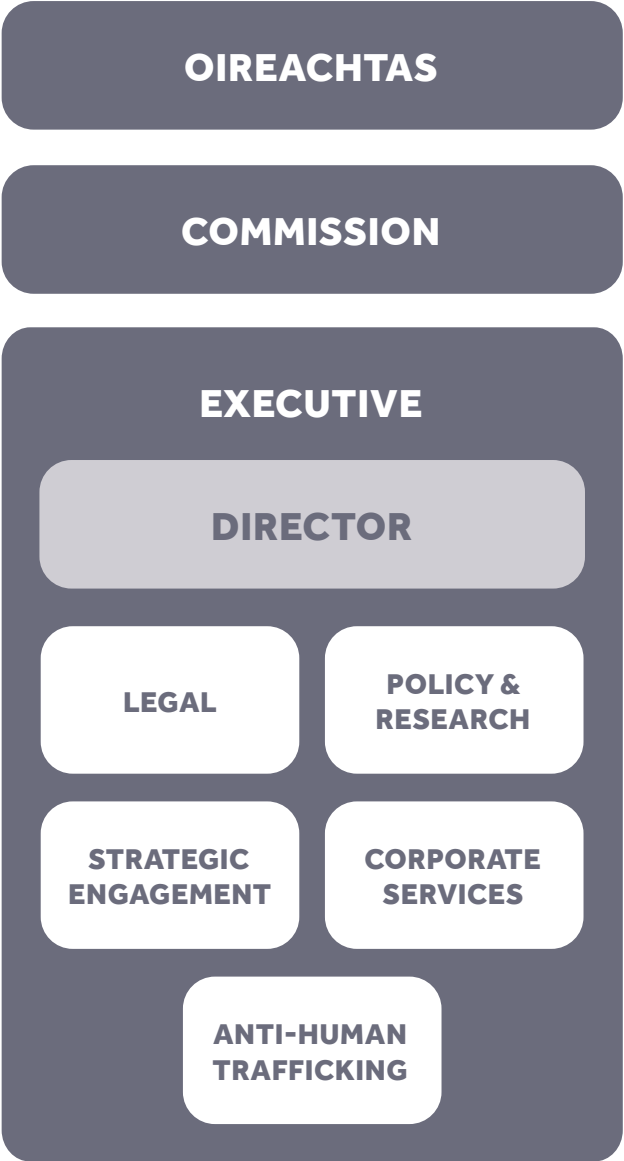 OIREACHTAS
COMMISSION
EXECUTIVE
DIRECTOR
LEGAL
POLICY &
RESEARCH
STRATEGIC
ENGAGEMENT
CORPORATE
SERVICES
ANTI-HUMAN
TRAFFICKING